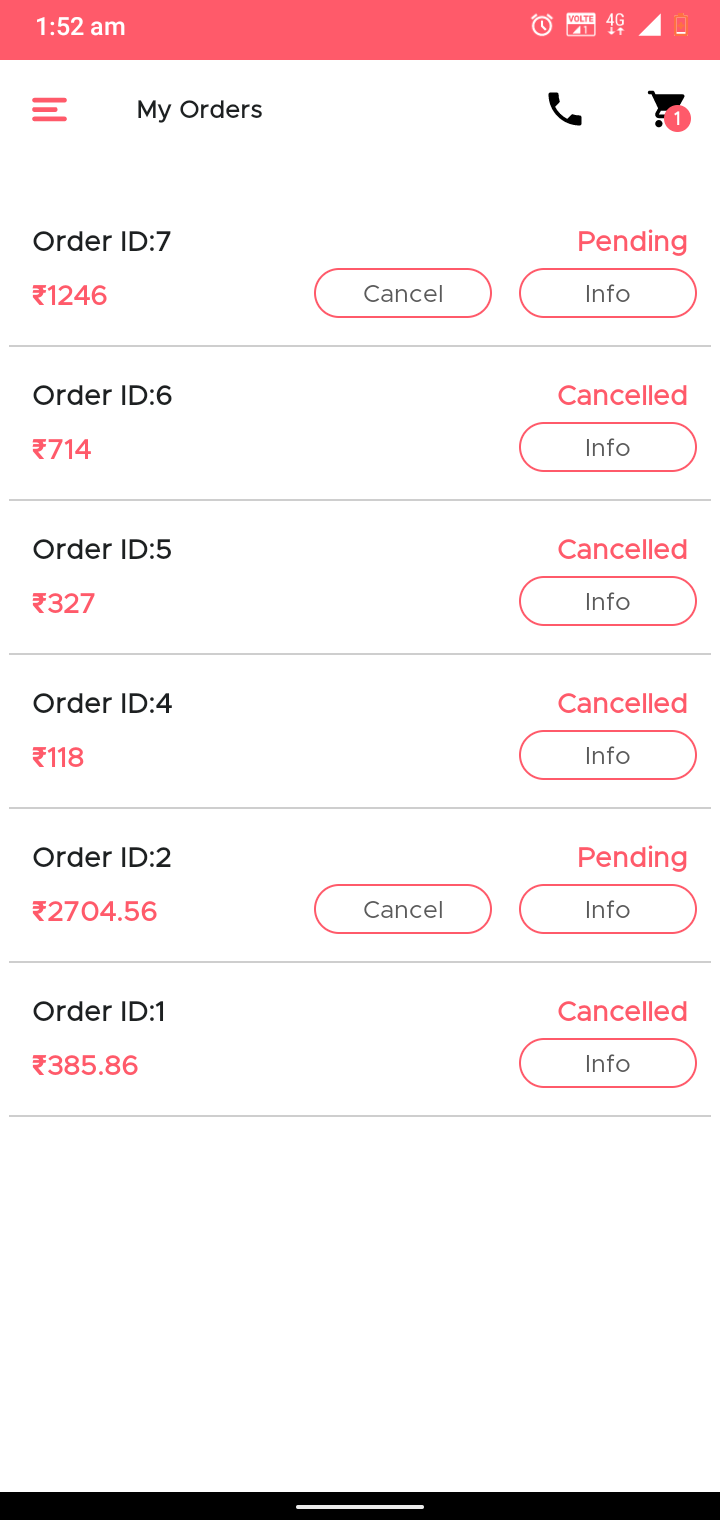 1:52 am VOLTE 1 4G
My Orders 1
Order ID:7 Pending
₹1246 Cancel Info
Order ID:6 Cancelled
₹714 Info
Order ID:5 Cancelled
₹327 Info
Order ID:4 Cancelled
₹118 Info
Order ID:2 Pending
₹2704.56 Cancel Info
Order ID:1 Cancelled
₹385.86 Info